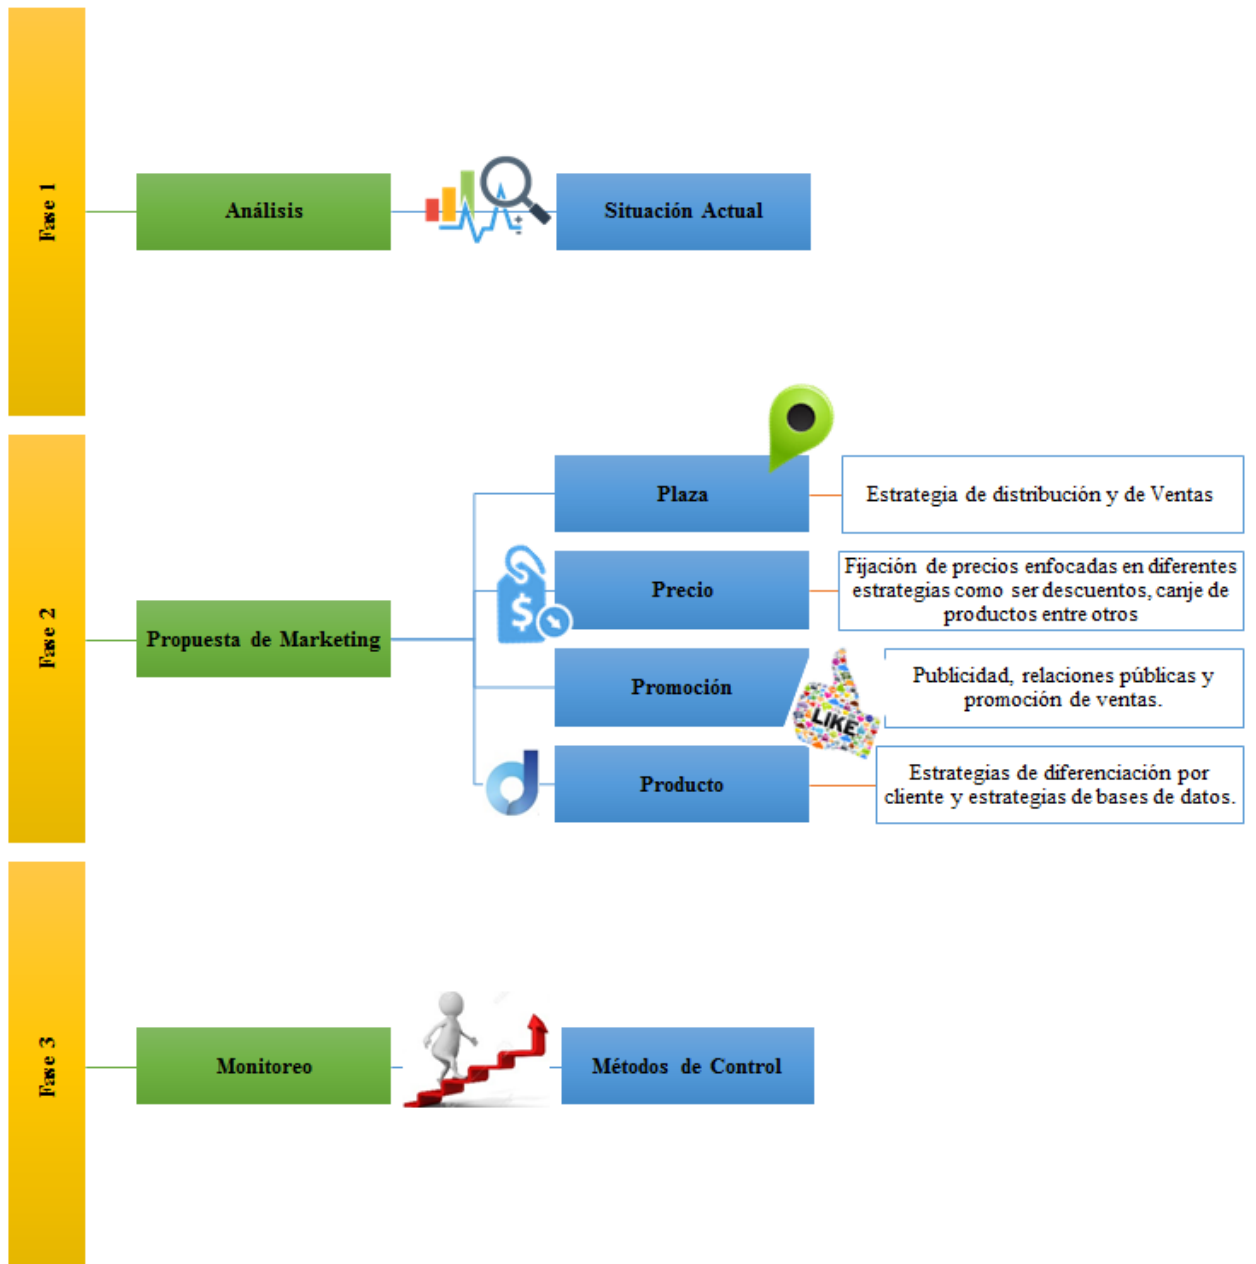 Fase 1
Análisis
Situación Actual
Fase 2
Propuesta de Marketing
Plaza
Estrategia de distribución y de Ventas
Precio
Fijación de precios enfocadas en diferentes
estrategias como ser descuentos, canje de
productos entre otros
$
Promoción
LIKE
Publicidad, relaciones públicas y
promoción de ventas.
Producto
Estrategias de diferenciación por
cliente y estrategias de bases de datos.
Fase 3
Monitoreo
Métodos de Control